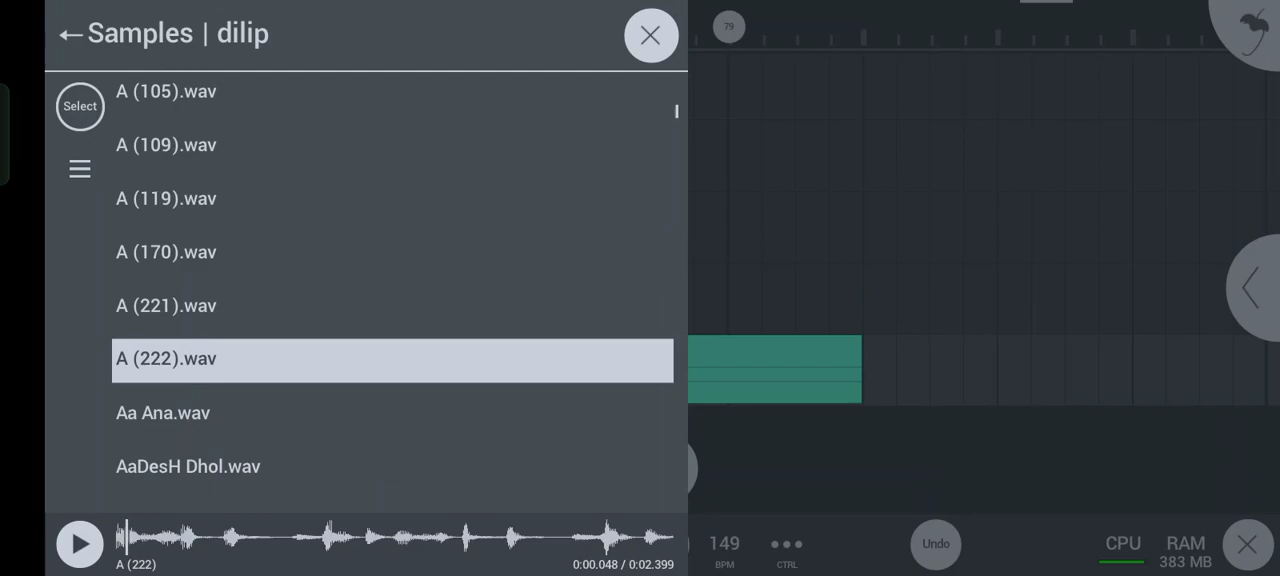 Samples | dilip
Select
A (105).wav
A (109).wav
A (119).wav
A (170).wav
A (221).wav
A (222).wav
Aa Ana.wav
AaDesH Dhol.wav
A (222)
0:00.048 / 0:02.399
79
149
BPM
CTRL
Undo
CPU
RAM
383 MB